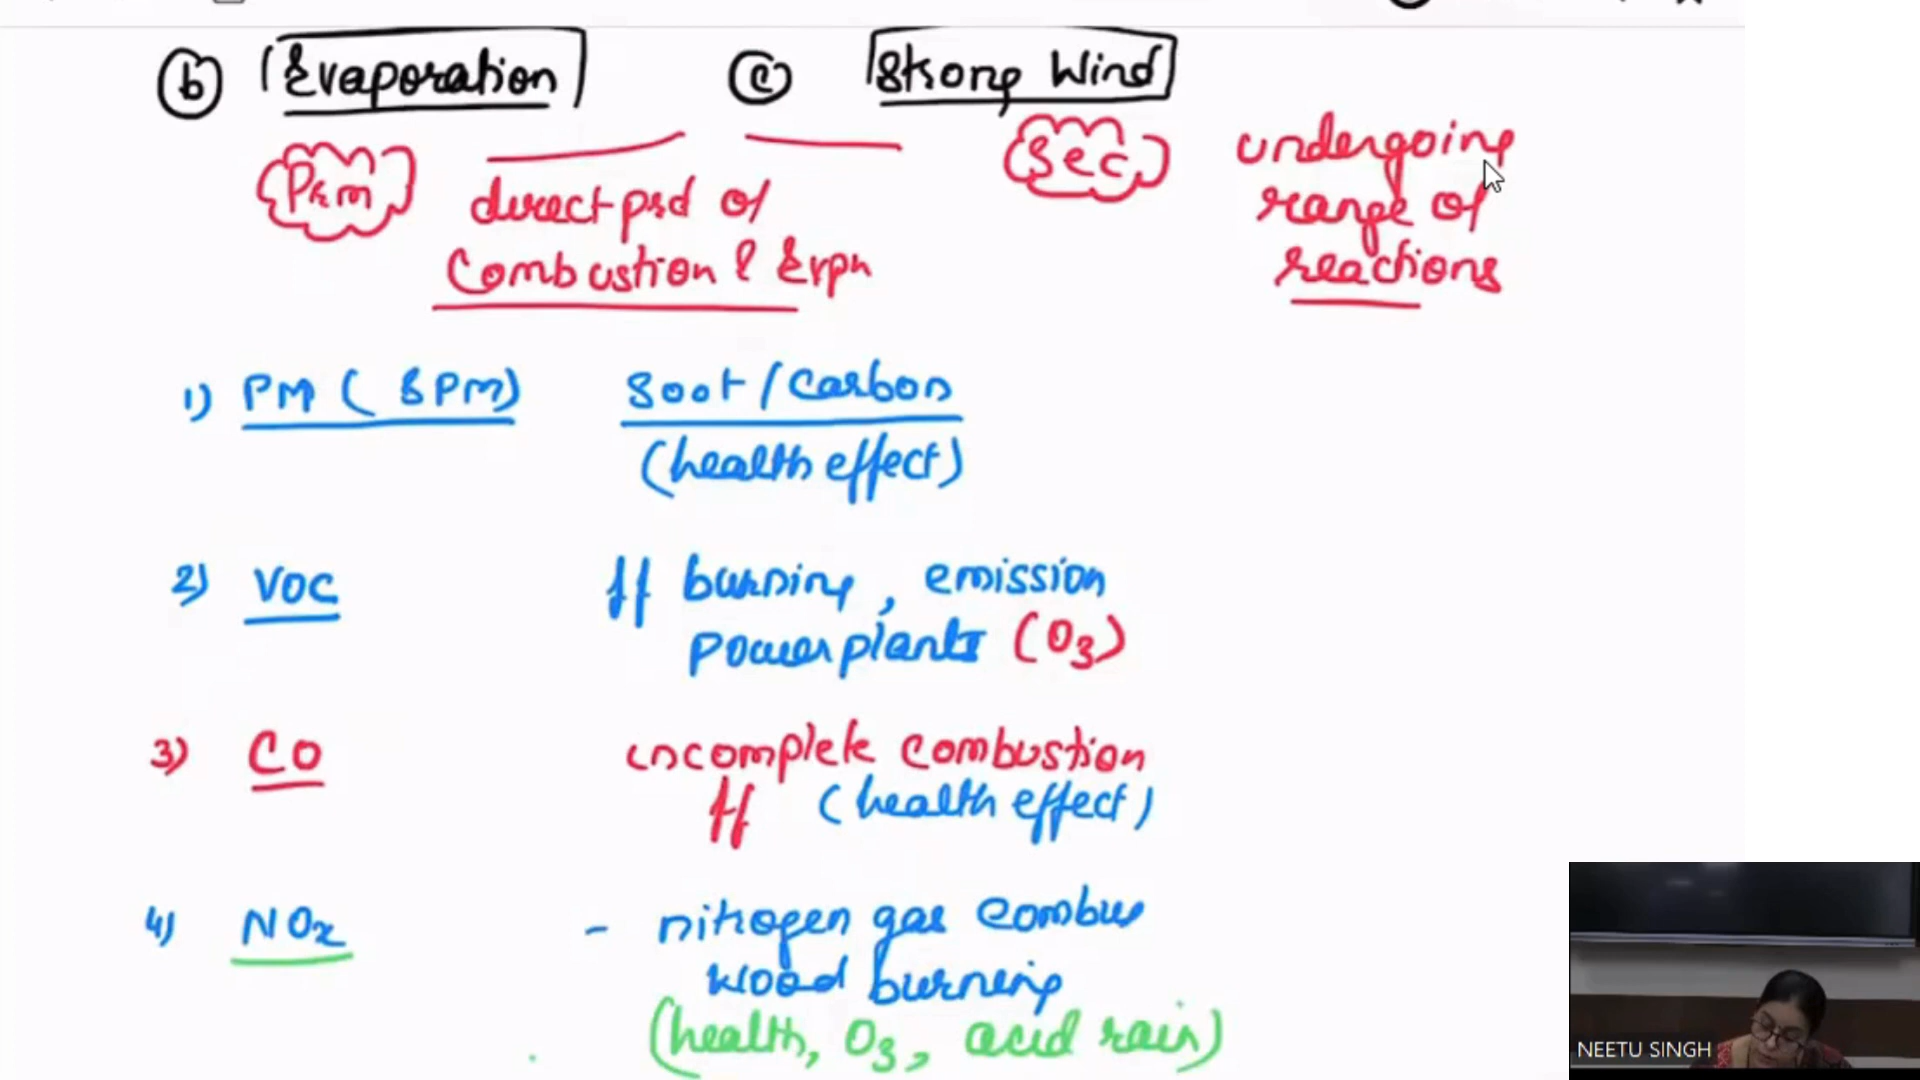 b Evaporation c Strong Wind
Prim direct prd of Sec undergoing
Combustion & Evpn range of
reactions
1) PM ( SPM) Soot / Carbon
(health effect)
2) VOC ff burning, emission
powerplants (O3)
3) CO incomplete combustion
ff (health effect)
4) NOx - nitrogen gas combus
wood burning
(health, O3, acid rain)
NEETU SINGH